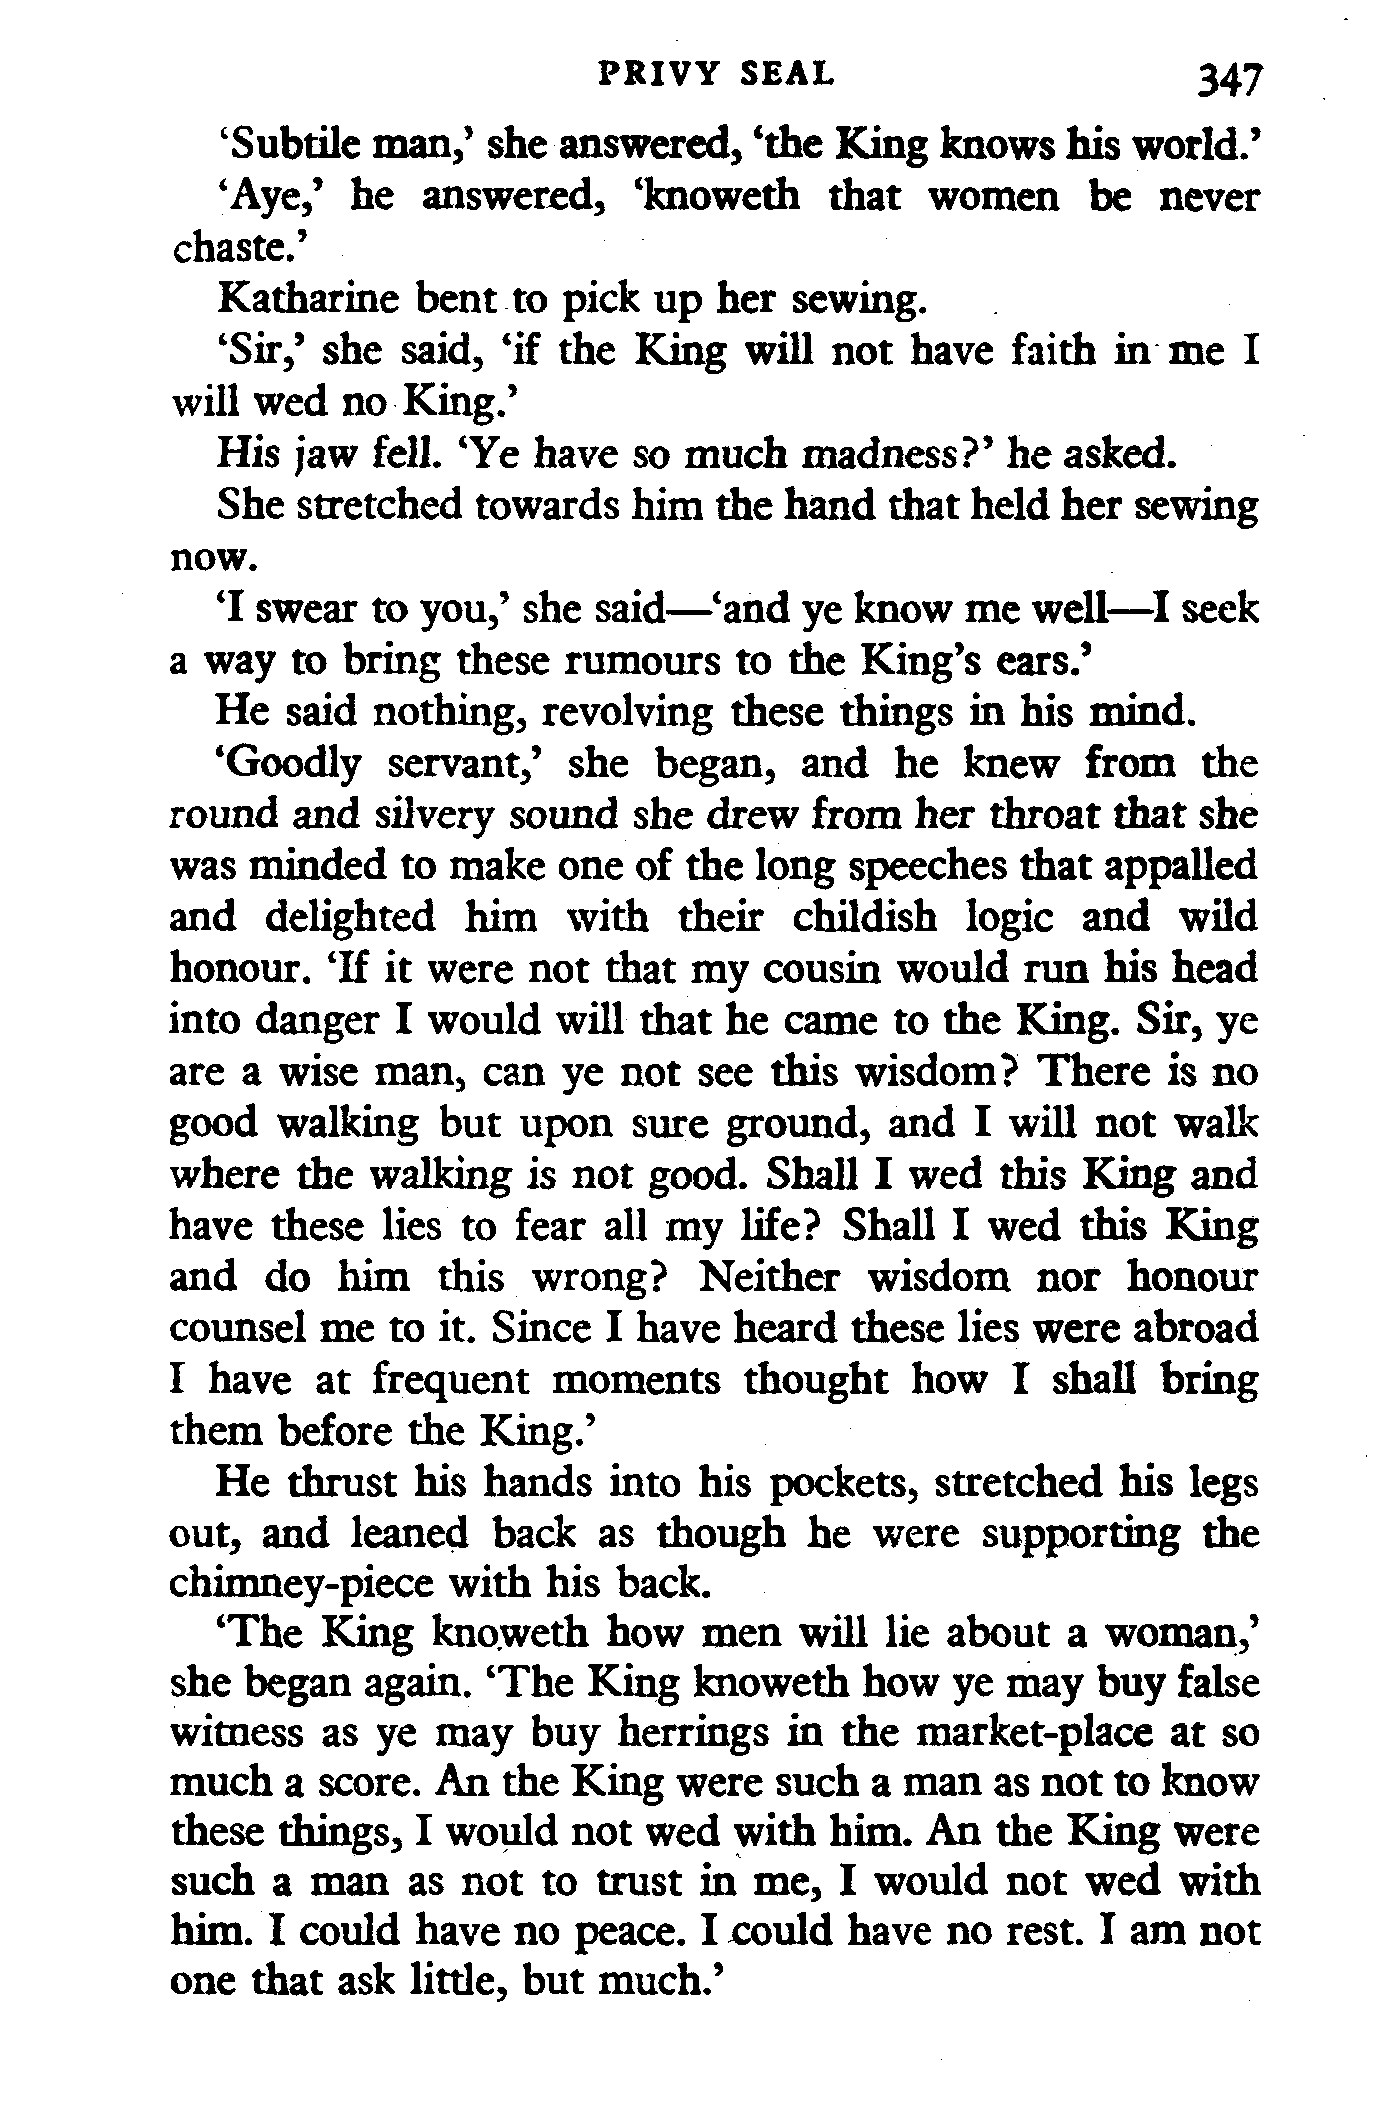 PRIVY SEAL 347
‘Subtile man,’ she answered, ‘the King knows his world.’
‘Aye,’ he answered, ‘knoweth that women be never
chaste.’
Katharine bent to pick up her sewing.
‘Sir,’ she said, ‘if the King will not have faith in me I
will wed no King.’
His jaw fell. ‘Ye have so much madness?’ he asked.
She stretched towards him the hand that held her sewing
now.
‘I swear to you,’ she said—‘and ye know me well—I seek
a way to bring these rumours to the King’s ears.’
He said nothing, revolving these things in his mind.
‘Goodly servant,’ she began, and he knew from the
round and silvery sound she drew from her throat that she
was minded to make one of the long speeches that appalled
and delighted him with their childish logic and wild
honour. ‘If it were not that my cousin would run his head
into danger I would will that he came to the King. Sir, ye
are a wise man, can ye not see this wisdom? There is no
good walking but upon sure ground, and I will not walk
where the walking is not good. Shall I wed this King and
have these lies to fear all my life? Shall I wed this King
and do him this wrong? Neither wisdom nor honour
counsel me to it. Since I have heard these lies were abroad
I have at frequent moments thought how I shall bring
them before the King.’
He thrust his hands into his pockets, stretched his legs
out, and leaned back as though he were supporting the
chimney-piece with his back.
‘The King knoweth how men will lie about a woman,’
she began again. ‘The King knoweth how ye may buy false
witness as ye may buy herrings in the market-place at so
much a score. An the King were such a man as not to know
these things, I would not wed with him. An the King were
such a man as not to trust in me, I would not wed with
him. I could have no peace. I could have no rest. I am not
one that ask little, but much.’